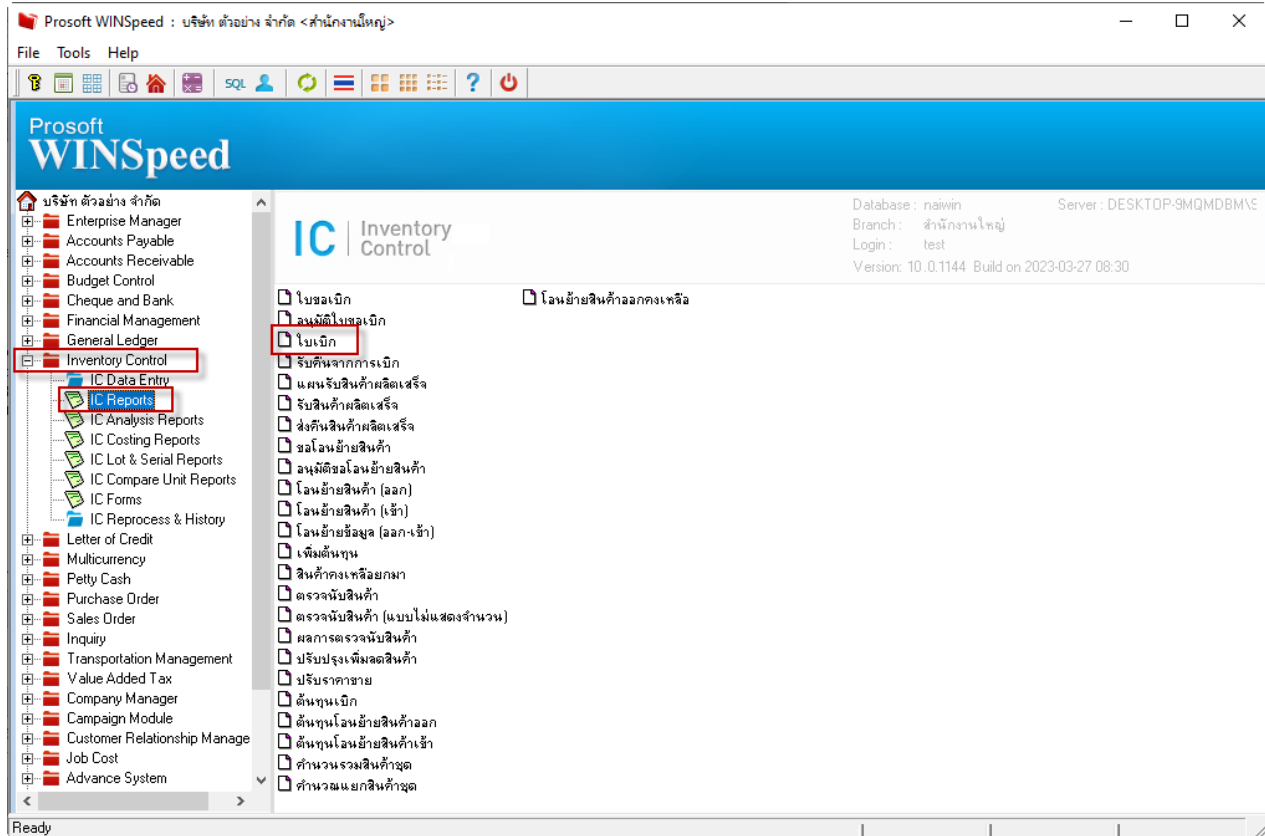 Prosoft WINSpeed : บริษัท ตัวอย่าง จำกัด <สำนักงานใหญ่>
File Tools Help
SQL
Prosoft
WINSpeed
บริษัท ตัวอย่าง จำกัด
Enterprise Manager
Accounts Payable
Accounts Receivable
Budget Control
Cheque and Bank
Financial Management
General Ledger
Inventory Control
IC Data Entry
IC Reports
IC Analysis Reports
IC Costing Reports
IC Lot & Serial Reports
IC Compare Unit Reports
IC Forms
IC Reprocess & History
Letter of Credit
Multicurrency
Petty Cash
Purchase Order
Sales Order
Inquiry
Transportation Management
Value Added Tax
Company Manager
Campaign Module
Customer Relationship Manage
Job Cost
Advance System
IC Inventory
Control
Database : naiwin Server : DESKTOP-9MQMDBM\S
Branch : สำนักงานใหญ่
Login : test
Version: 10.0.1144 Build on 2023-03-27 08:30
ใบขอเบิก
อนุมัติใบขอเบิก
ใบเบิก
รับคืนจากการเบิก
แผนรับสินค้าผลิตเสร็จ
รับสินค้าผลิตเสร็จ
ส่งคืนสินค้าผลิตเสร็จ
ขอโอนย้ายสินค้า
อนุมัติขอโอนย้ายสินค้า
โอนย้ายสินค้า (ออก)
โอนย้ายสินค้า (เข้า)
โอนย้ายข้อมูล (ออก-เข้า)
เพิ่มต้นทุน
สินค้าคงเหลือยกมา
ตรวจนับสินค้า
ตรวจนับสินค้า (แบบไม่แสดงจำนวน)
ผลการตรวจนับสินค้า
ปรับปรุงเพิ่มลดสินค้า
ปรับราคาขาย
ต้นทุนเบิก
ต้นทุนโอนย้ายสินค้าออก
ต้นทุนโอนย้ายสินค้าเข้า
คำนวนรวมสินค้าชุด
คำนวณแยกสินค้าชุด
โอนย้ายสินค้าออกคงเหลือ
Ready